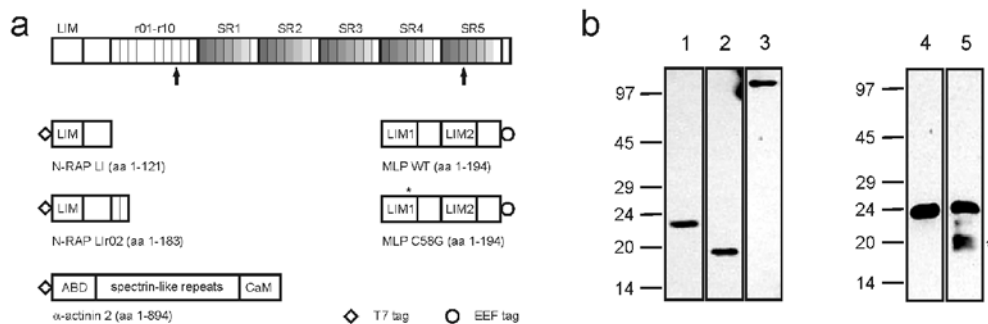 a
LIM r01-r10 SR1 SR2 SR3 SR4 SR5
LIM
N-RAP LI (aa 1-121)
LIM1 LIM2
MLP WT (aa 1-194)
LIM
N-RAP LIr02 (aa 1-183)
*
LIM1 LIM2
MLP C58G (aa 1-194)
ABD spectrin-like repeats CaM
α-actinin 2 (aa 1-894)
T7 tag EEF tag
b
1 2 3
97
45
29
24
20
14
4 5
97
45
29
24
20
14